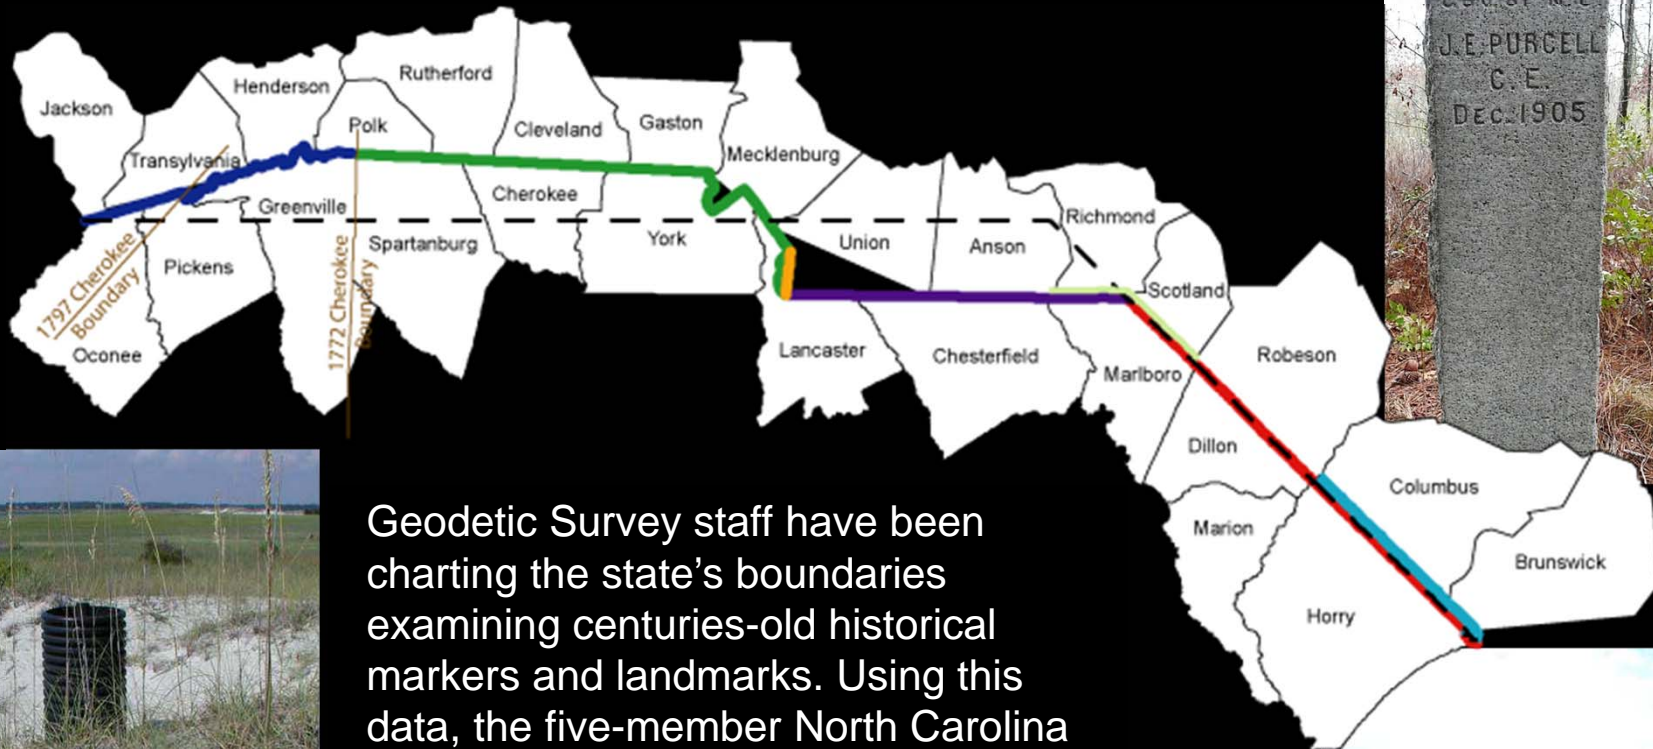 J.E. PURCELL
C. E.
DEC. 1905
Jackson
Henderson
Rutherford
Transylvania
Polk
Cleveland
Gaston
Mecklenburg
Greenville
Cherokee
Richmond
Pickens
Spartanburg
York
Union
Anson
Scotland
1797 Cherokee
Boundary
1772 Cherokee
Boundary
Oconee
Lancaster
Chesterfield
Marlboro
Robeson
Dillon
Columbus
Marion
Brunswick
Horry
Geodetic Survey staff have been
charting the state’s boundaries
examining centuries-old historical
markers and landmarks. Using this
data, the five-member North Carolina